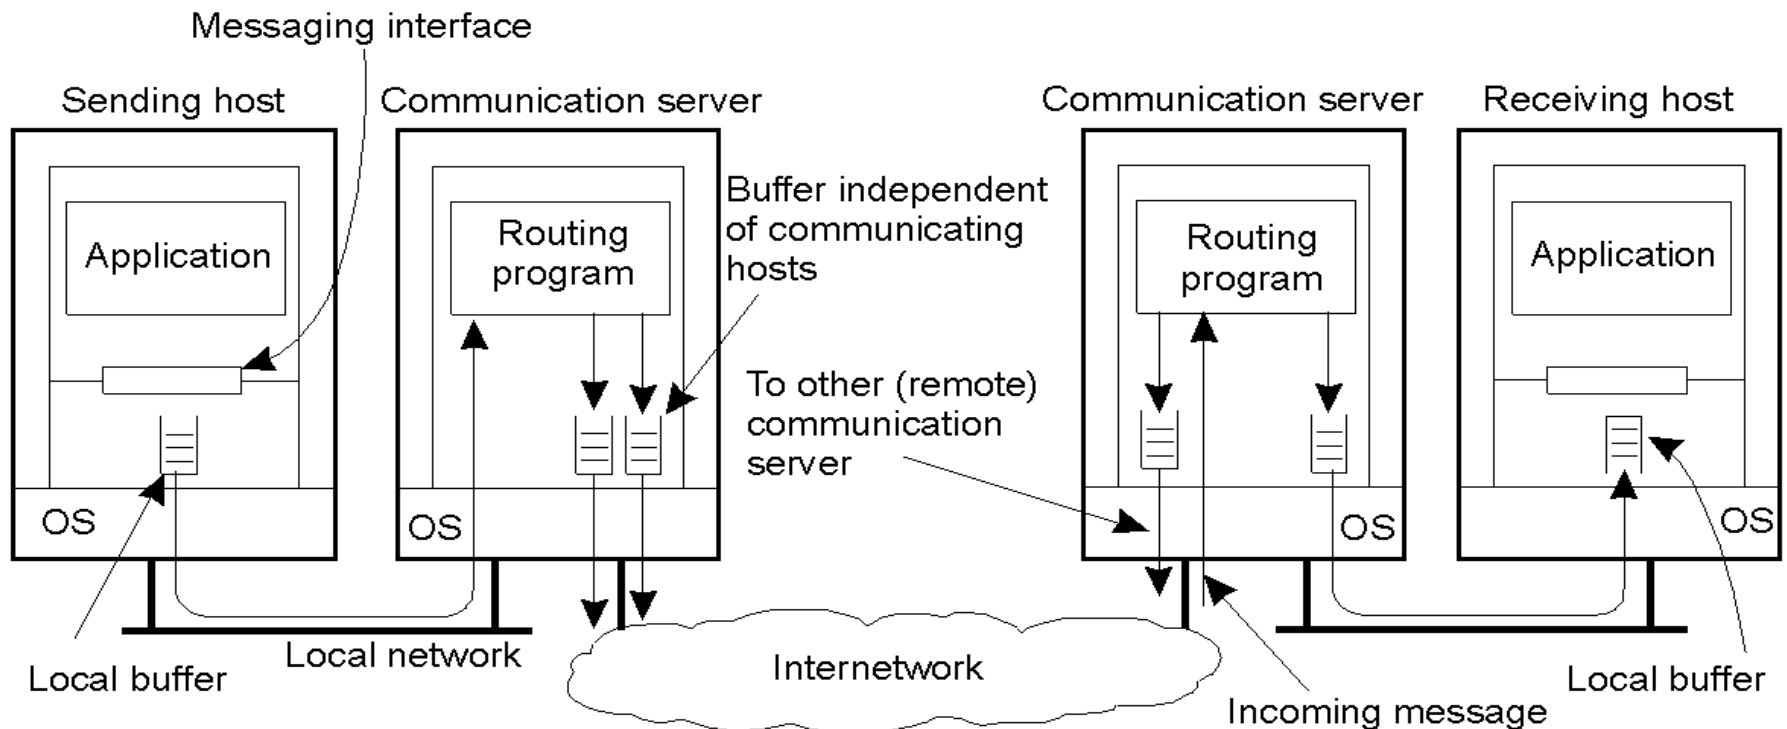 Messaging interface
Sending host
Communication server
Communication server
Receiving host
Application
Routing
program
Buffer independent
of communicating
hosts
Routing
program
Application
To other (remote)
communication
server
OS
OS
OS
OS
Local network
Local buffer
Internetwork
Incoming message
Local buffer